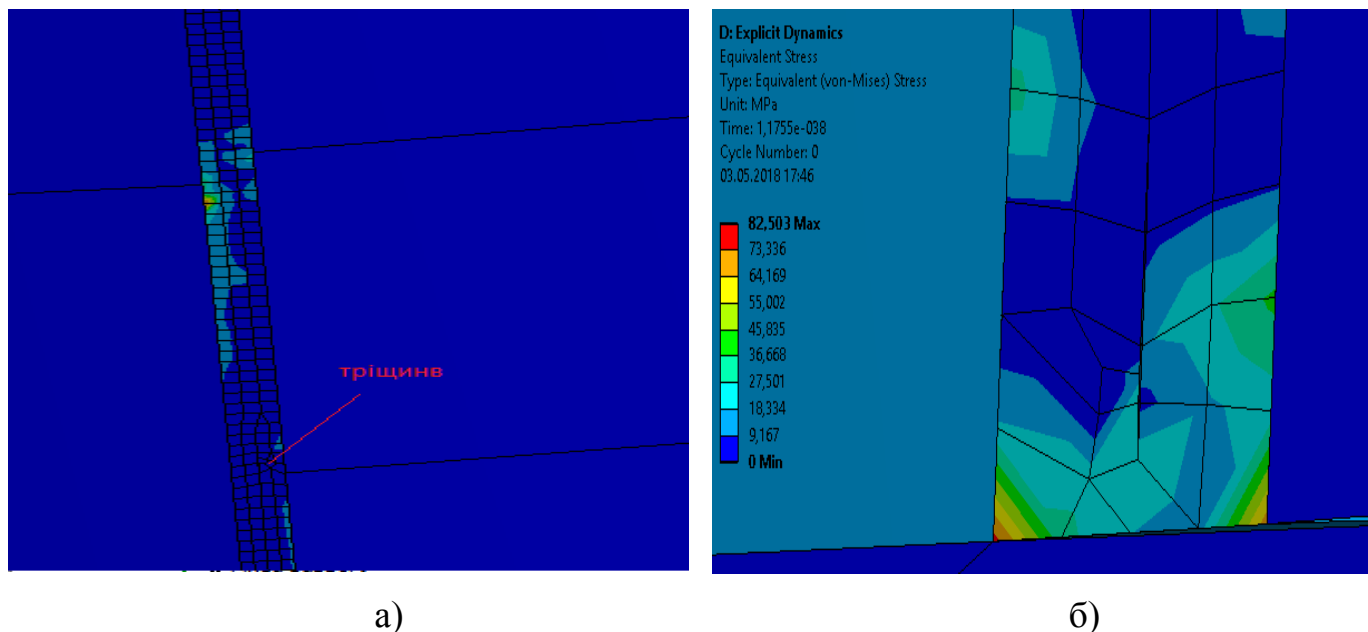 тріщинв
D: Explicit Dynamics
Equivalent Stress
Type: Equivalent (von-Mises) Stress
Unit: MPa
Time: 1,1755e-038
Cycle Number: 0
03.05.2018 17:46
82,503 Max
73,336
64,169
55,002
45,835
36,668
27,501
18,334
9,167
0 Min
а)
б)